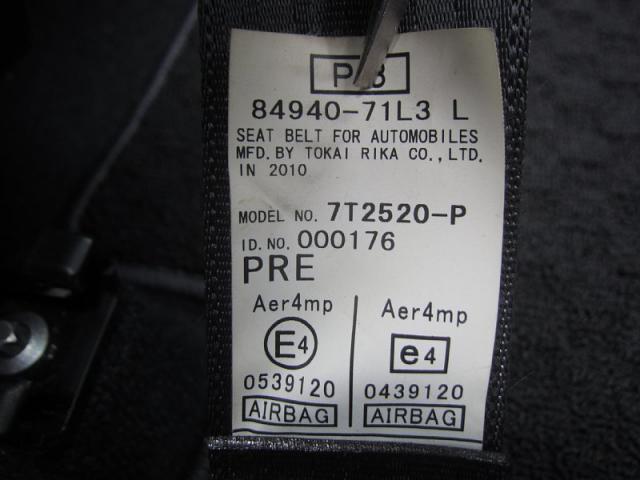 84940-71L3 L
SEAT BELT FOR AUTOMOBILES
MFD. BY TOKAI RIKA CO., LTD.
IN 2010
MODEL NO. 7T2520-P
ID. NO. 000176
PRE
Aer4mp Aer4mp
E4 e4
0539120 0439120
AIRBAG AIRBAG